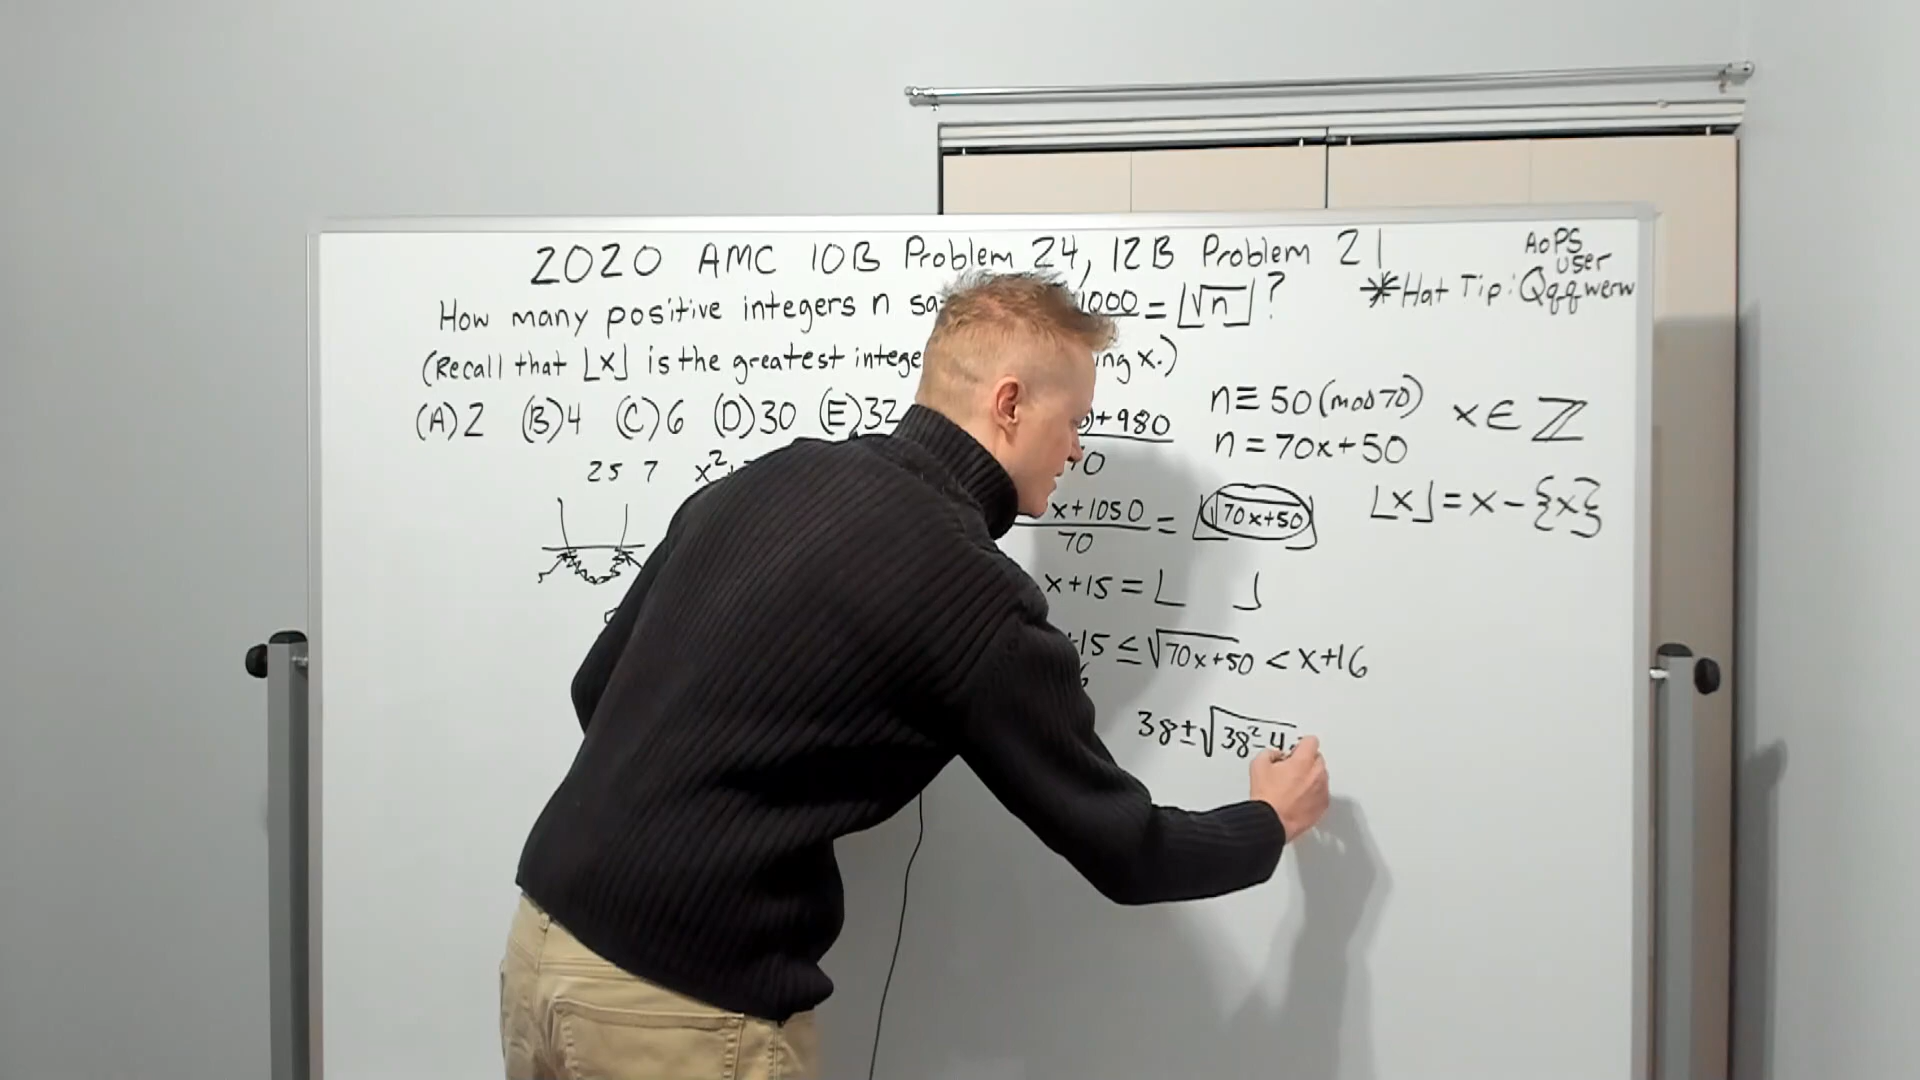 2020 AMC 10B Problem 24, 12B Problem 21
AoPS
user
*Hat Tip: Qqqwerw
How many positive integers n sa 1000 = ⌊√n⌋?
(Recall that ⌊x⌋ is the greatest intege ing x.)
(A) 2 (B) 4 (C) 6 (D) 30 (E) 32
)+980
n ≡ 50 (mod 70) x ∈ ℤ
n = 70x+50
25 7 x²+
x+1050
70
= ⌊√70x+50⌋
⌊x⌋ = x - {x}
x+15 = ⌊ ⌋
+15 ≤ √70x+50 < x+16
38 ± √38²-4